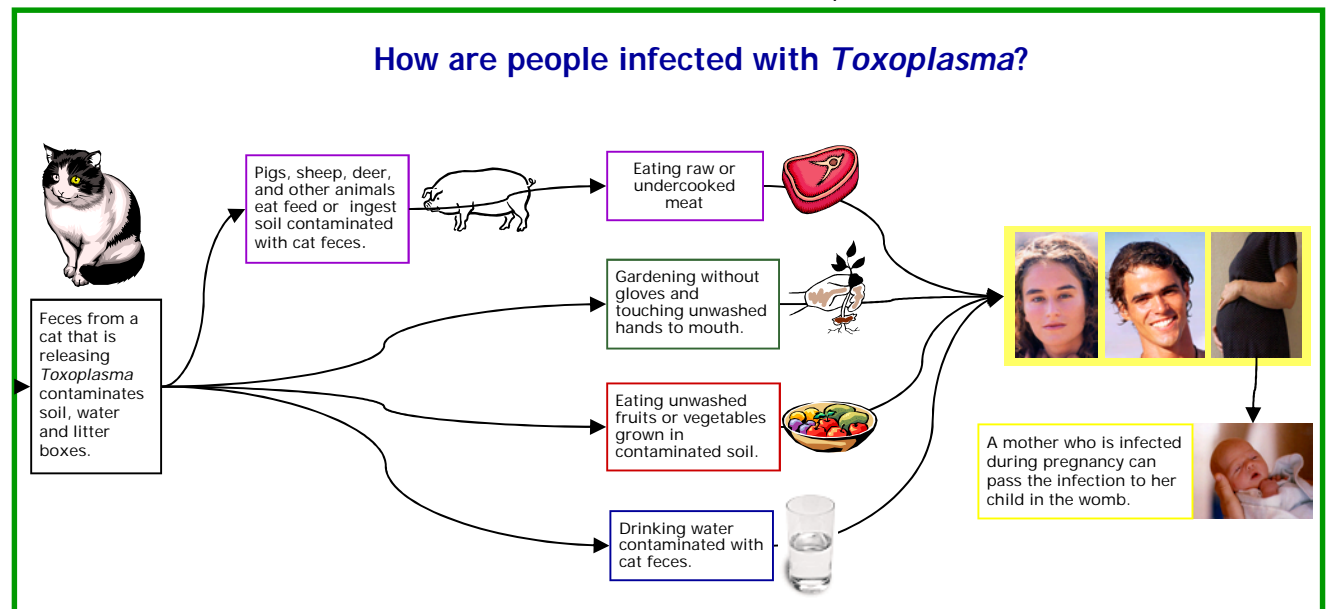 How are people infected with Toxoplasma?
Pigs, sheep, deer,
and other animals
eat feed or ingest
soil contaminated
with cat feces.
Eating raw or
undercooked
meat
Feces from a
cat that is
releasing
Toxoplasma
contaminates
soil, water
and litter
boxes.
Gardening without
gloves and
touching unwashed
hands to mouth.
Eating unwashed
fruits or vegetables
grown in
contaminated soil.
Drinking water
contaminated with
cat feces.
A mother who is infected
during pregnancy can
pass the infection to her
child in the womb.